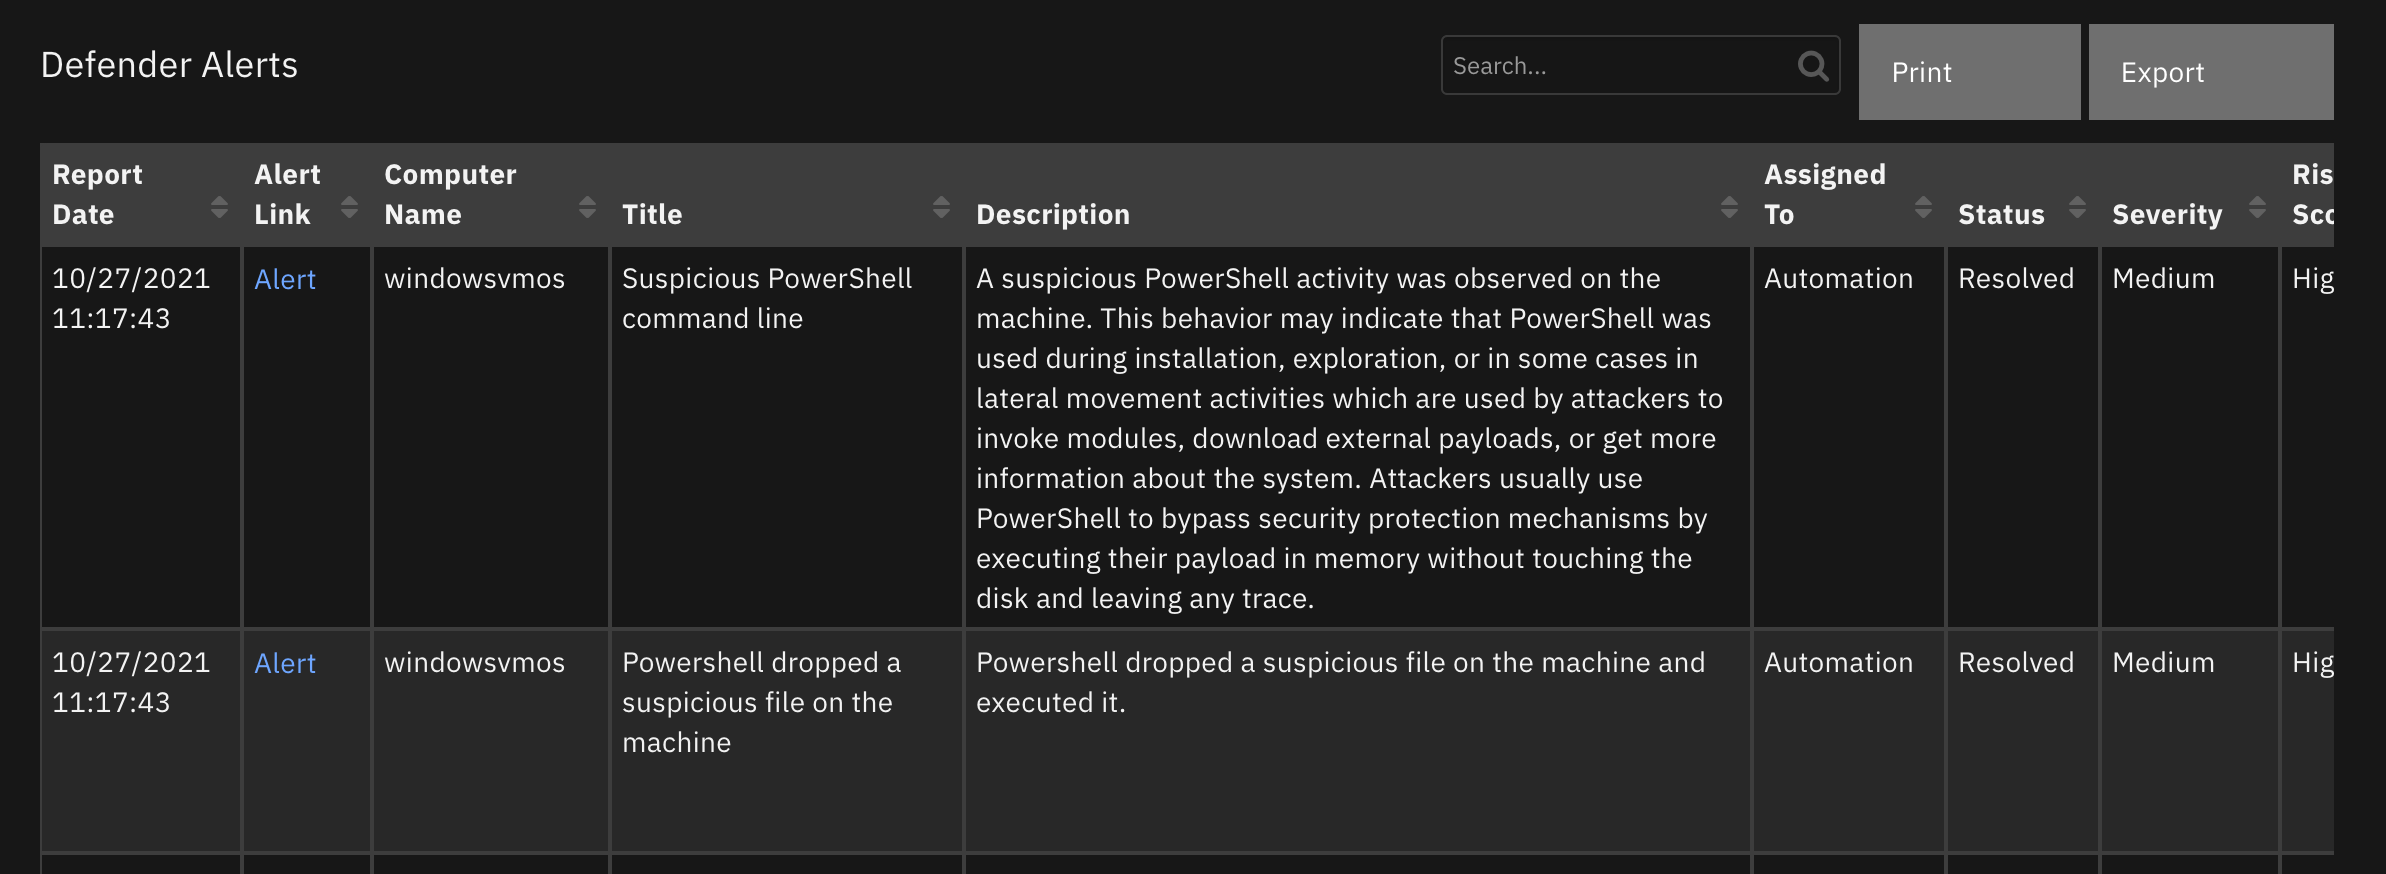 Defender Alerts
Search...
Print
Export
Report Date
Alert Link
Computer Name
Title
Description
Assigned To
Status
Severity
10/27/2021
11:17:43
Alert
windowsvmos
Suspicious PowerShell
command line
A suspicious PowerShell activity was observed on the
machine. This behavior may indicate that PowerShell was
used during installation, exploration, or in some cases in
lateral movement activities which are used by attackers to
invoke modules, download external payloads, or get more
information about the system. Attackers usually use
PowerShell to bypass security protection mechanisms by
executing their payload in memory without touching the
disk and leaving any trace.
Automation
Resolved
Medium
Hig
10/27/2021
11:17:43
Alert
windowsvmos
Powershell dropped a
suspicious file on the
machine
Powershell dropped a suspicious file on the machine and
executed it.
Automation
Resolved
Medium
Hig